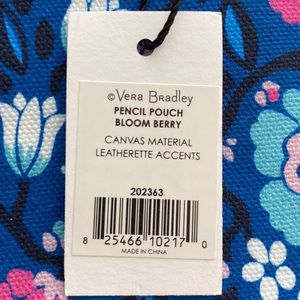 ©Vera Bradley
PENCIL POUCH
BLOOM BERRY
CANVAS MATERIAL
LEATHERETTE ACCENTS
202363
8 25466 10217 0
MADE IN CHINA